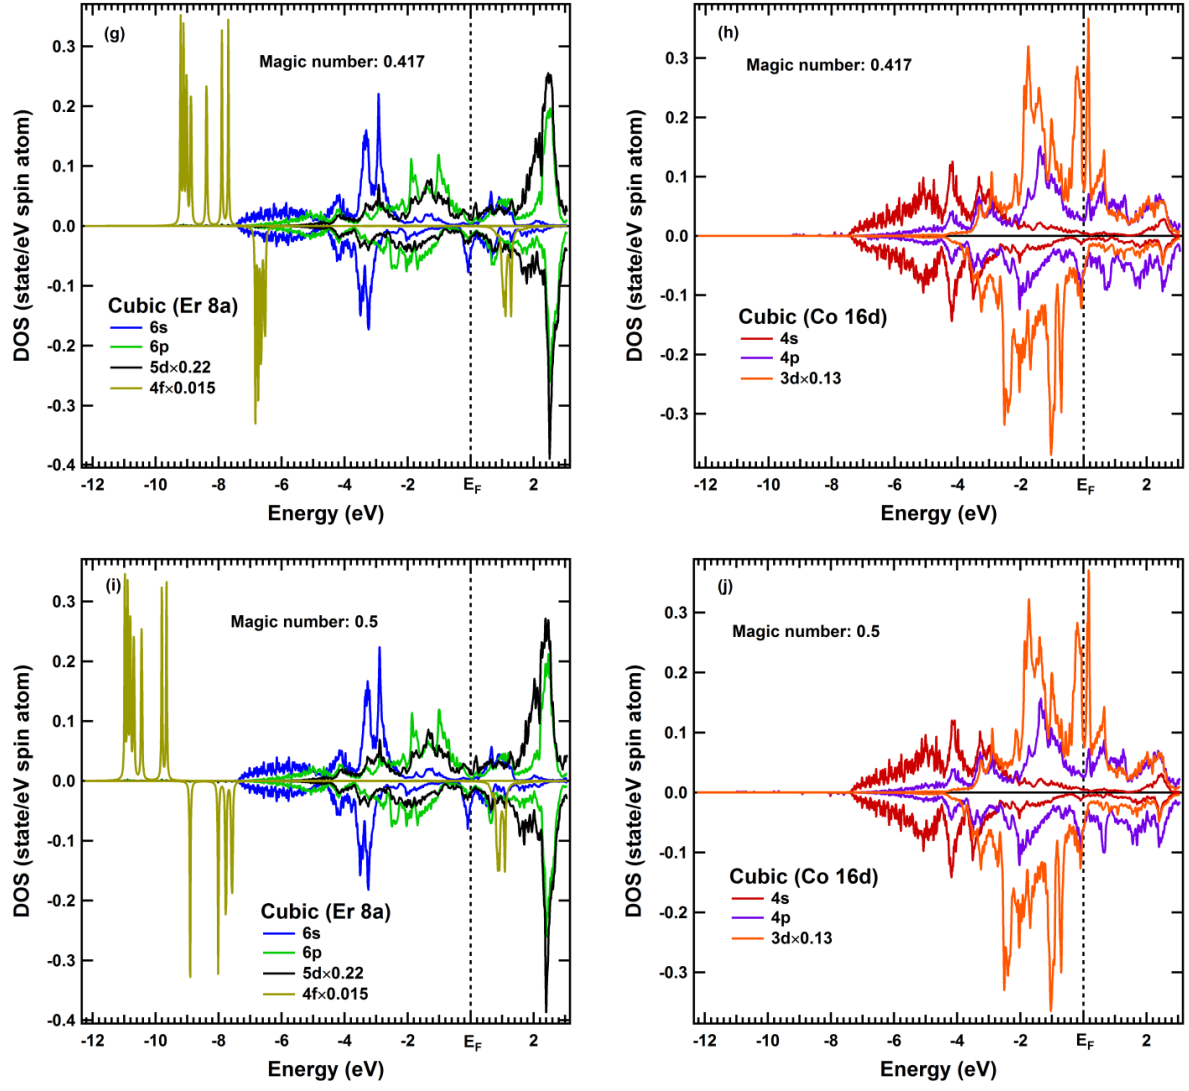 (g)
Magic number: 0.417
DOS (state/eV spin atom)
0.3
0.2
0.1
0.0
-0.1
-0.2
-0.3
-0.4
Cubic (Er 8a)
6s
6p
5d×0.22
4f×0.015
-12 -10 -8 -6 -4 -2 E_F 2
Energy (eV)
(h)
Magic number: 0.417
DOS (state/eV spin atom)
0.3
0.2
0.1
0.0
-0.1
-0.2
-0.3
Cubic (Co 16d)
4s
4p
3d×0.13
-12 -10 -8 -6 -4 -2 E_F 2
Energy (eV)
(i)
Magic number: 0.5
DOS (state/eV spin atom)
0.3
0.2
0.1
0.0
-0.1
-0.2
-0.3
-0.4
Cubic (Er 8a)
6s
6p
5d×0.22
4f×0.015
-12 -10 -8 -6 -4 -2 E_F 2
Energy (eV)
(j)
Magic number: 0.5
DOS (state/eV spin atom)
0.3
0.2
0.1
0.0
-0.1
-0.2
-0.3
Cubic (Co 16d)
4s
4p
3d×0.13
-12 -10 -8 -6 -4 -2 E_F 2
Energy (eV)